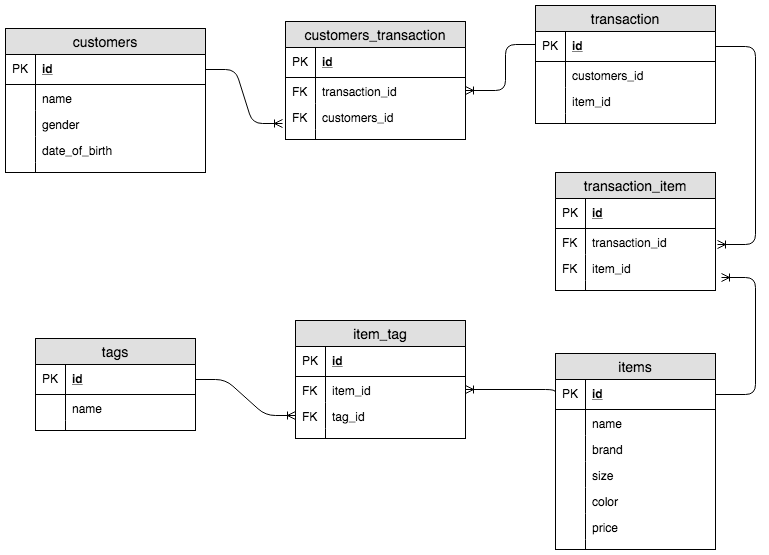 customers
PK id
name
gender
date_of_birth
customers_transaction
PK id
FK transaction_id
FK customers_id
transaction
PK id
customers_id
item_id
transaction_item
PK id
FK transaction_id
FK item_id
tags
PK id
name
item_tag
PK id
FK item_id
FK tag_id
items
PK id
name
brand
size
color
price